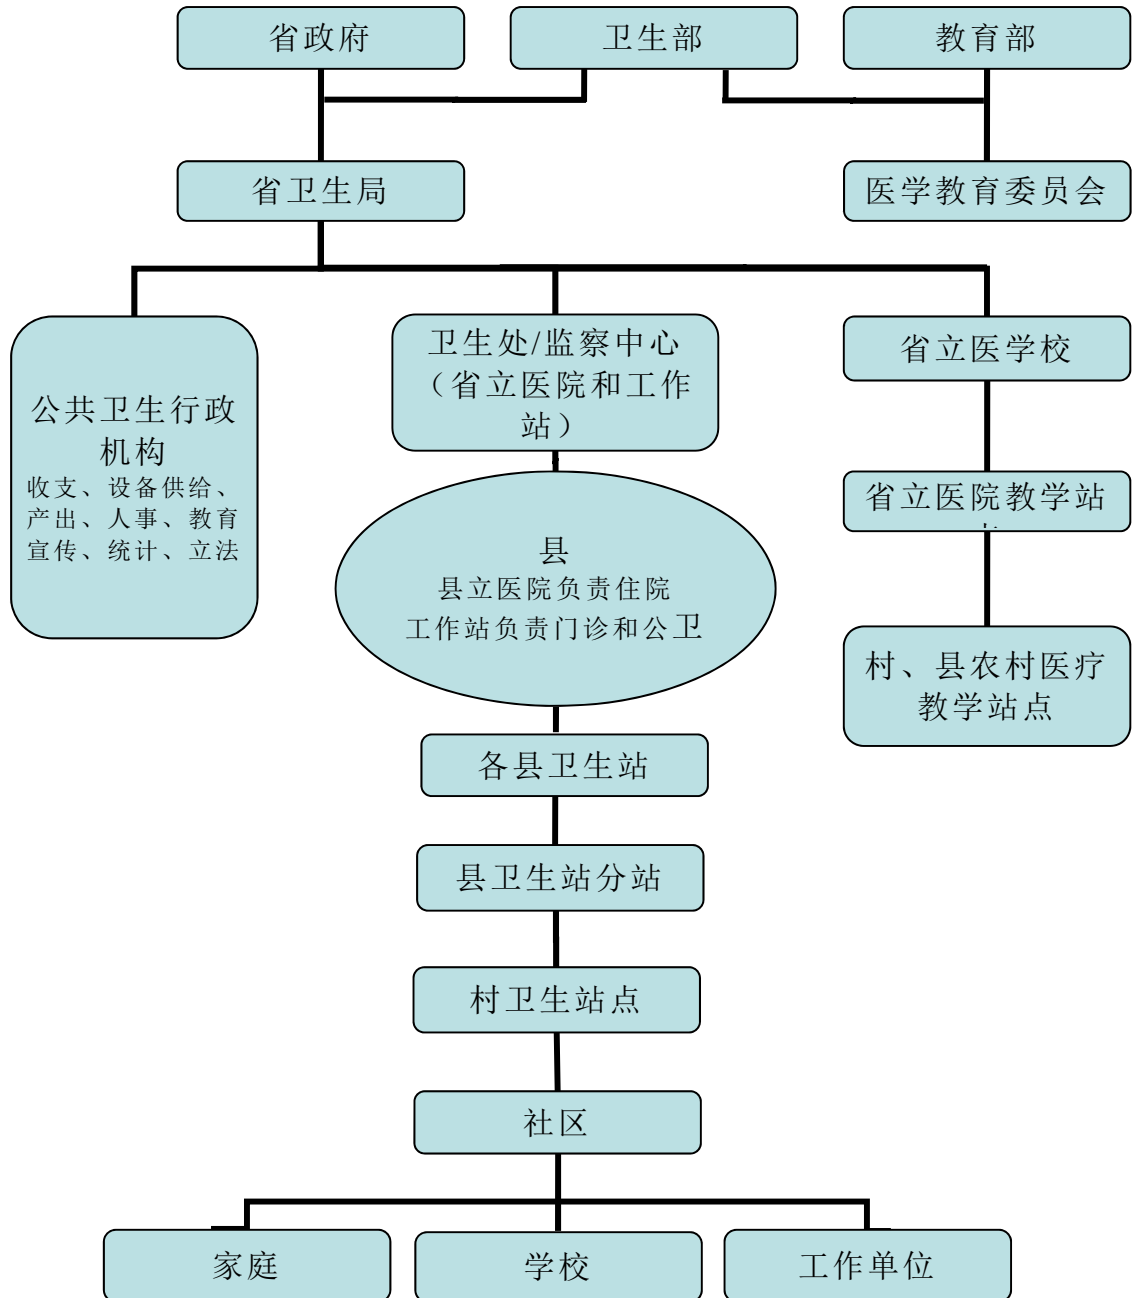 省政府
卫生部
教育部
省卫生局
医学教育委员会
公共卫生行政
机构
收支、设备供给、
产出、人事、教育
宣传、统计、立法
卫生处/监察中心
（省立医院和工作
站）
省立医学校
省立医院教学站
县
县立医院负责住院
工作站负责门诊和公卫
村、县农村医疗
教学站点
各县卫生站
县卫生站分站
村卫生站点
社区
家庭
学校
工作单位